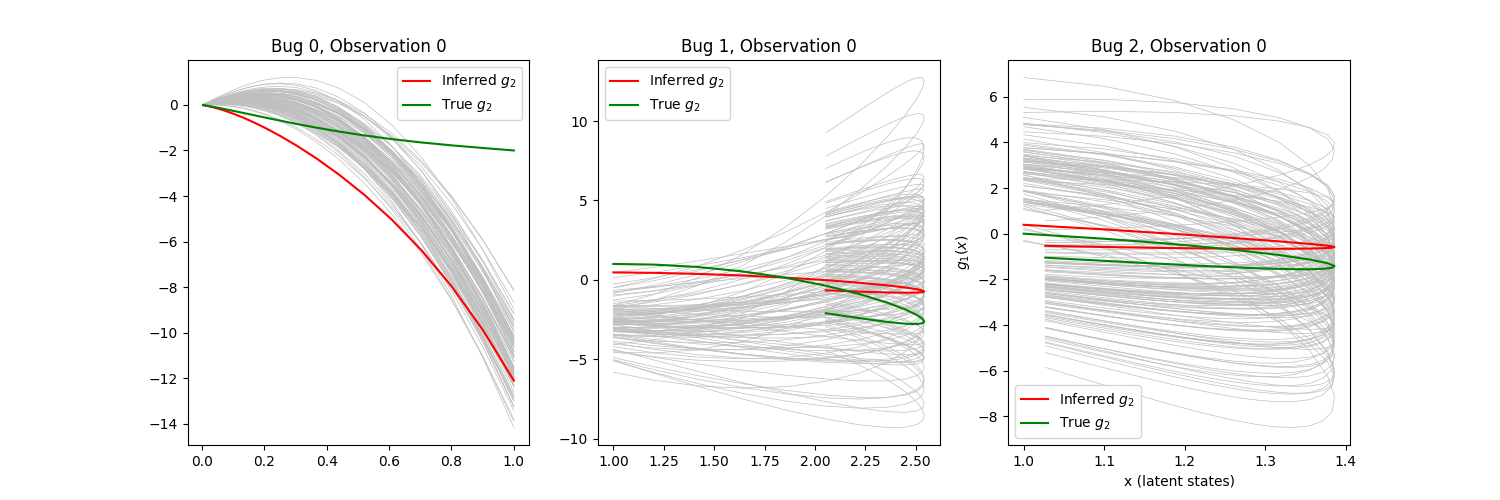 Bug 0, Observation 0
Inferred g₂
True g₂
0
−2
−4
−6
−8
−10
−12
−14
0.0 0.2 0.4 0.6 0.8 1.0
Bug 1, Observation 0
Inferred g₂
True g₂
10
5
0
−5
−10
1.00 1.25 1.50 1.75 2.00 2.25 2.50
Bug 2, Observation 0
6
4
2
0
−2
−4
−6
−8
g₁(x)
Inferred g₂
True g₂
1.0 1.1 1.2 1.3 1.4
x (latent states)